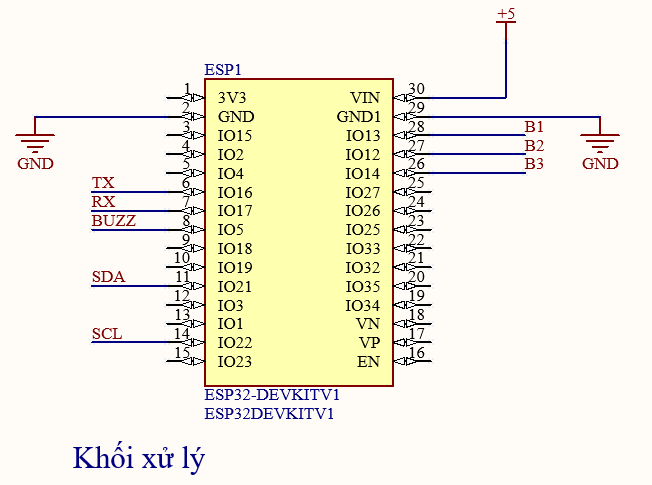 +5
ESP1
1 3V3 VIN 30
2 GND GND1 29
3 IO15 IO13 28 B1
4 IO2 IO12 27 B2
5 IO4 IO14 26 B3
GND
GND
TX 6 IO16 IO27 25
RX 7 IO17 IO26 24
BUZZ 8 IO5 IO25 23
9 IO18 IO33 22
10 IO19 IO32 21
SDA 11 IO21 IO35 20
12 IO3 IO34 19
13 IO1 VN 18
SCL 14 IO22 VP 17
15 IO23 EN 16
ESP32-DEVKITV1
ESP32DEVKITV1
Khối xử lý